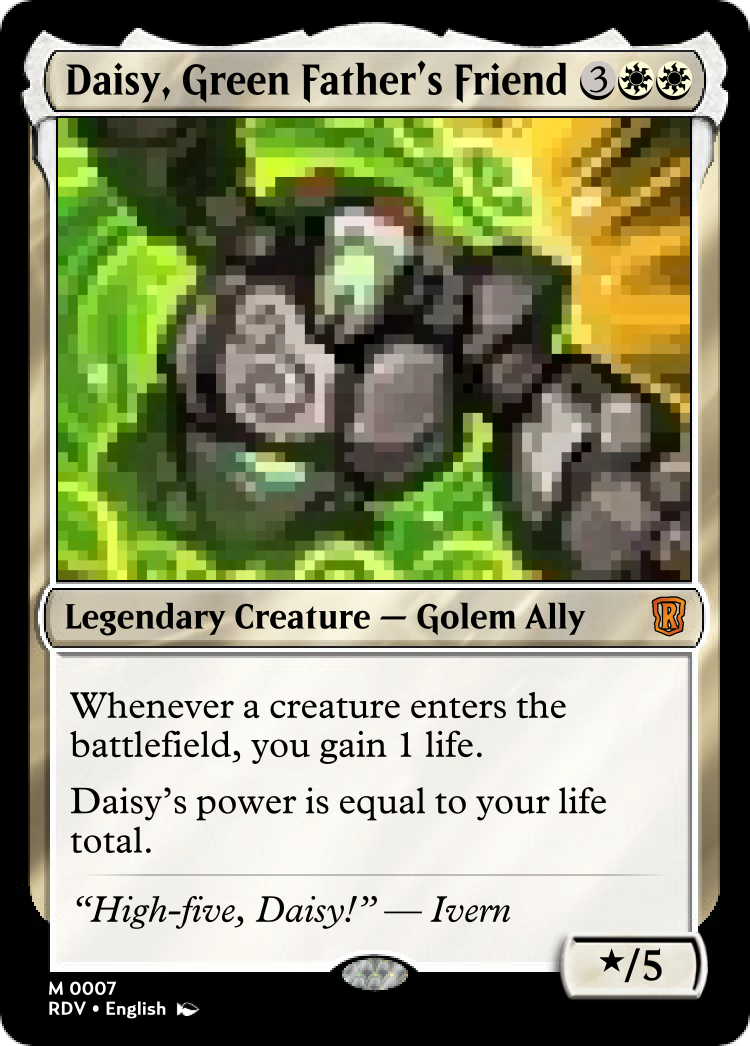 Daisy, Green Father's Friend 3
Legendary Creature — Golem Ally R
Whenever a creature enters the
battlefield, you gain 1 life.
Daisy's power is equal to your life
total.
“High-five, Daisy!” — Ivern
★/5
M 0007
RDV • English